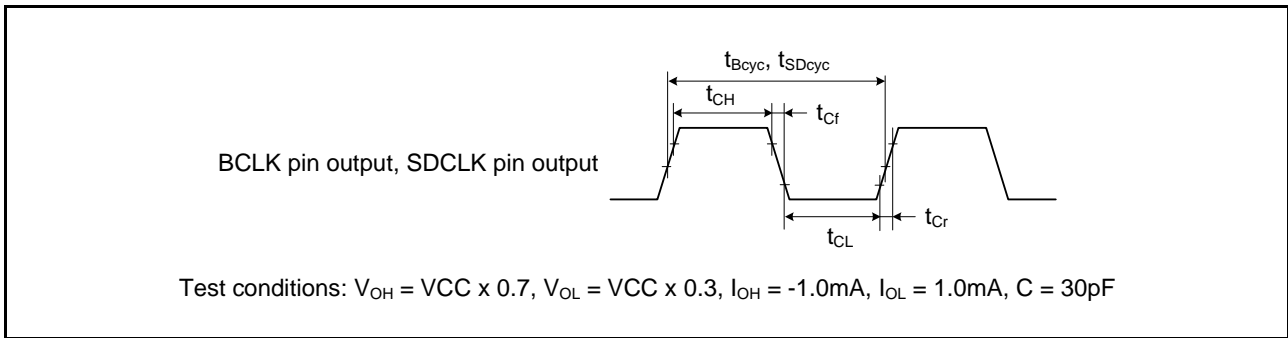 tBcyc, tSDcyc
tCH
tCf
BCLK pin output, SDCLK pin output
tCr
tCL
Test conditions: VOH = VCC x 0.7, VOL = VCC x 0.3, IOH = -1.0mA, IOL = 1.0mA, C = 30pF